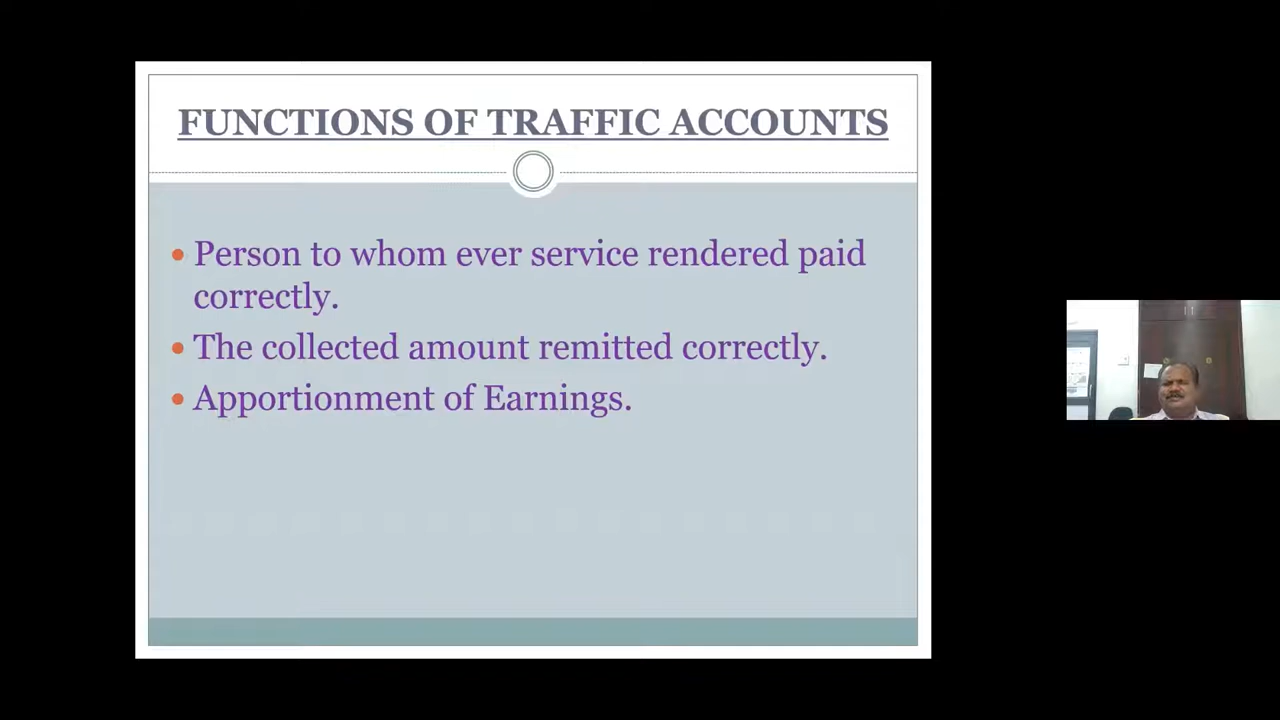 FUNCTIONS OF TRAFFIC ACCOUNTS
• Person to whom ever service rendered paid
correctly.
• The collected amount remitted correctly.
• Apportionment of Earnings.